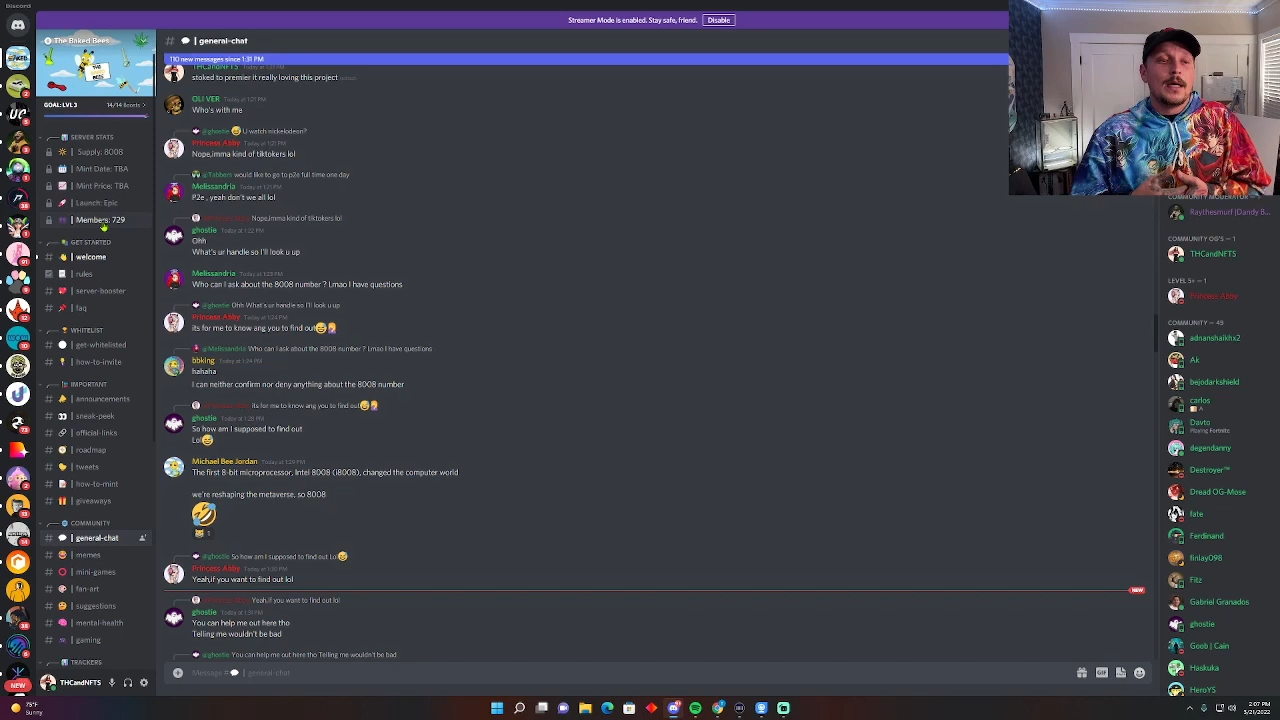 Discord
Streamer Mode is enabled. Stay safe, friend.
Disable
The Baked Bees
GOAL: LVL 3
14/14 Boosts >
SERVER STATS
Supply: 8008
Mint Date: TBA
Mint Price: TBA
Launch: Epic
Members: 729
GET STARTED
welcome
rules
server-booster
faq
WHITELIST
get-whitelisted
how-to-invite
IMPORTANT
announcements
sneak-peek
official-links
roadmap
tweets
how-to-mint
giveaways
COMMUNITY
# | general-chat
# | memes
# | mini-games
# | fan-art
# | suggestions
# | mental-health
# | gaming
TRACKERS
NEW
THCandNFTS
# | general-chat
110 new messages since 1:31 PM
THCandNFTS Today at 1:21 PM
stoked to premier it really loving this project
OLI VER Today at 1:21 PM
Who's with me
@ghostie 😅 U watch nickelodeon?
Princess Abby Today at 1:21 PM
Nope,imma kind of tiktokers lol
@Tabbern would like to go to p2e full time one day
Melissandria Today at 1:21 PM
P2e , yeah don't we all lol
Nope,imma kind of tiktokers lol
ghostie Today at 1:22 PM
Ohh
What's ur handle so I'll look u up
Melissandria Today at 1:23 PM
Who can I ask about the 8008 number ? Lmao I have questions
@ghostie Ohh What's ur handle so I'll look u up
Princess Abby Today at 1:24 PM
its for me to know ang you to find out😅🤦
@Melissandria Who can I ask about the 8008 number ? Lmao I have questions
bbking Today at 1:24 PM
hahaha
I can neither confirm nor deny anything about the 8008 number
its for me to know ang you to find out😅🤦
ghostie Today at 1:29 PM
So how am I supposed to find out
Lol😅
Michael Bee Jordan Today at 1:29 PM
The first 8-bit microprocessor, Intel 8008 (i8008), changed the computer world
we're reshaping the metaverse, so 8008
🤣
@ghostie So how am I supposed to find out Lol😅
Princess Abby Today at 1:30 PM
Yeah,if you want to find out lol
NEW
Yeah,if you want to find out lol
ghostie Today at 1:31 PM
You can help me out here tho
Telling me wouldn't be bad
@ghostie You can help me out here tho Telling me wouldn't be bad
Message # | general-chat
GIF
COMMUNITY MODERATOR
Raythesmurf |Dandy B...
COMMUNITY OG'S — 1
THCandNFTS
LEVEL 5+ — 1
Princess Abby
COMMUNITY — 49
adnanshaikhx2
Ak
bejodarkshield
carlos
Davto
Playing Fortnite
degendanny
Destroyer™
Dread OG-Mose
fate
Ferdinand
finlay098
Fitz
Gabriel Granados
ghostie
Goob | Cain
Haskuka
HeroYS
75°F
Sunny
2:07 PM